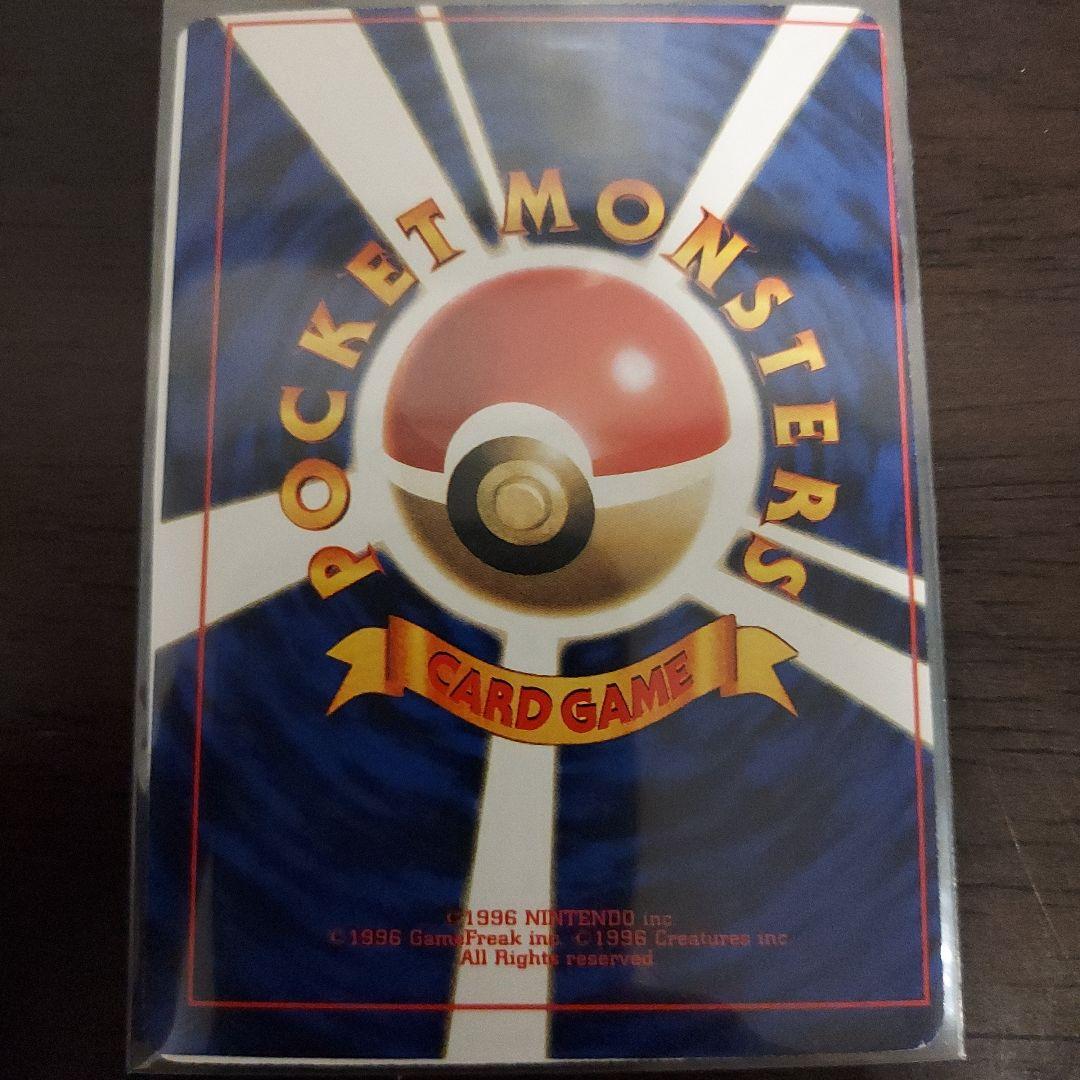 POCKET MONSTERS
CARD GAME
©1996 NINTENDO inc
©1996 GameFreak inc. ©1996 Creatures inc
All Rights reserved